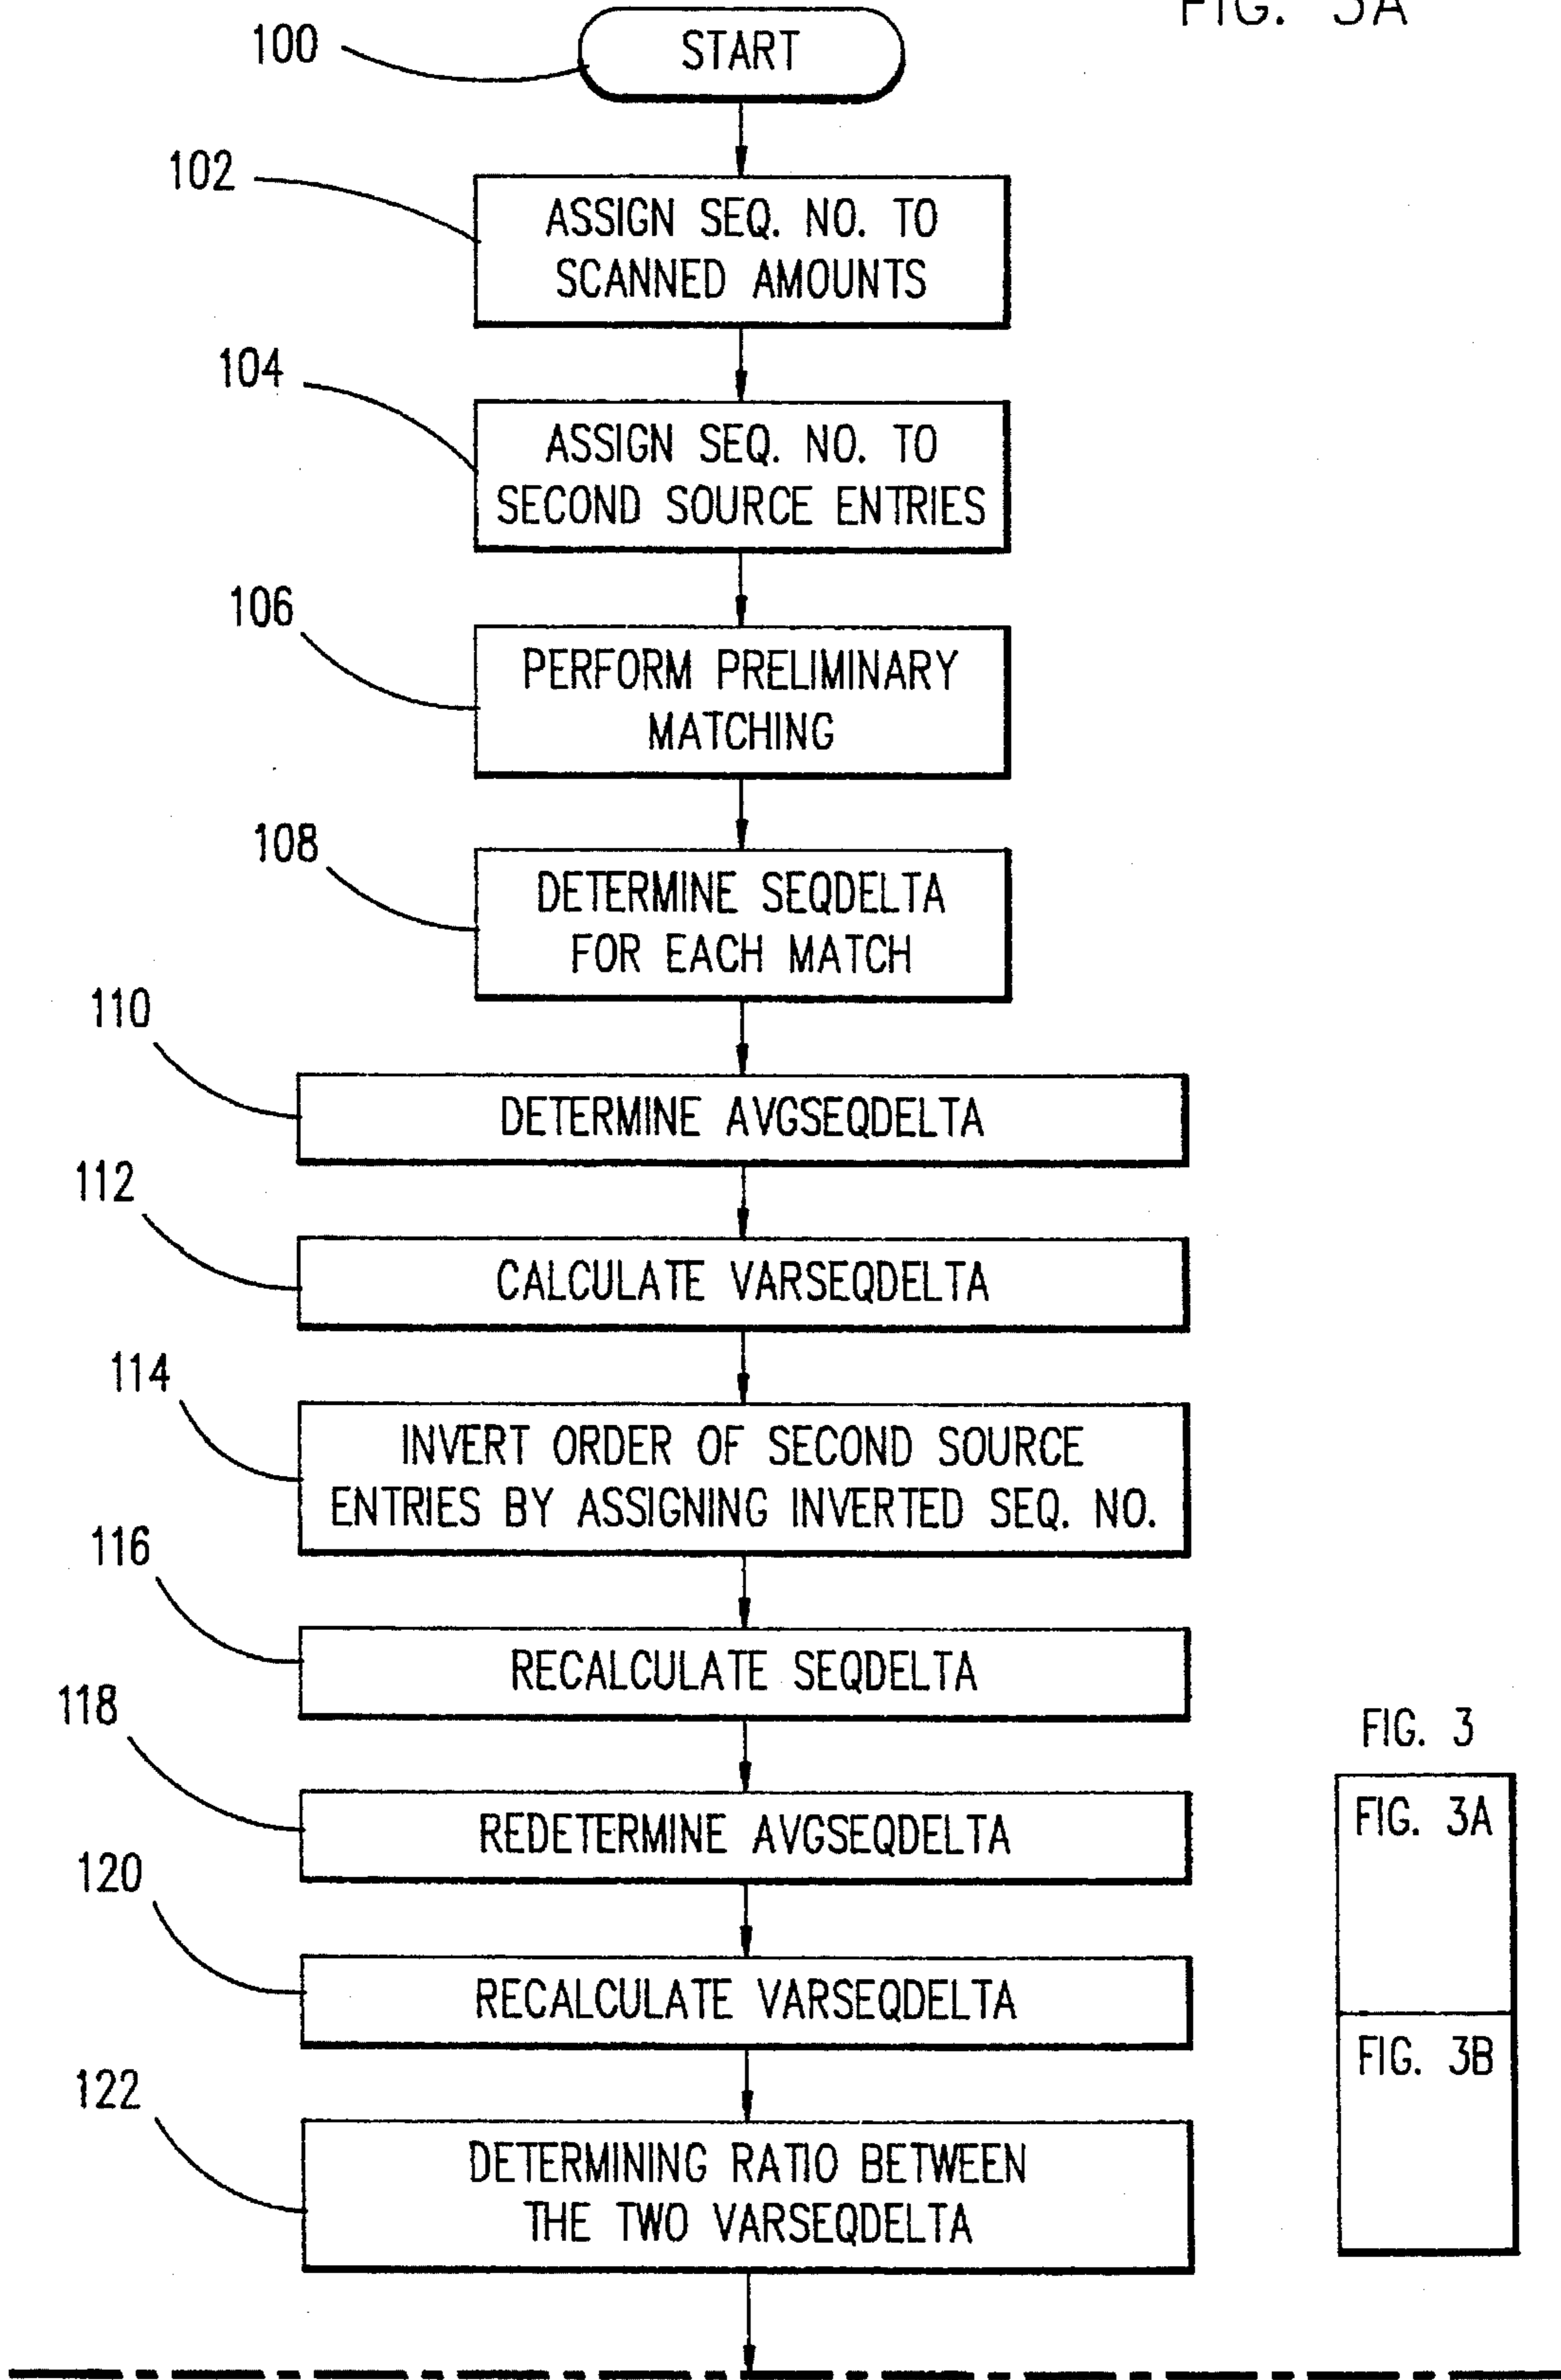 FIG. 3A
100
START
102
ASSIGN SEQ. NO. TO
SCANNED AMOUNTS
104
ASSIGN SEQ. NO. TO
SECOND SOURCE ENTRIES
106
PERFORM PRELIMINARY
MATCHING
108
DETERMINE SEQDELTA
FOR EACH MATCH
110
DETERMINE AVGSEQDELTA
112
CALCULATE VARSEQDELTA
114
INVERT ORDER OF SECOND SOURCE
ENTRIES BY ASSIGNING INVERTED SEQ. NO.
116
RECALCULATE SEQDELTA
118
REDETERMINE AVGSEQDELTA
120
RECALCULATE VARSEQDELTA
122
DETERMINING RATIO BETWEEN
THE TWO VARSEQDELTA
FIG. 3
FIG. 3A
FIG. 3B